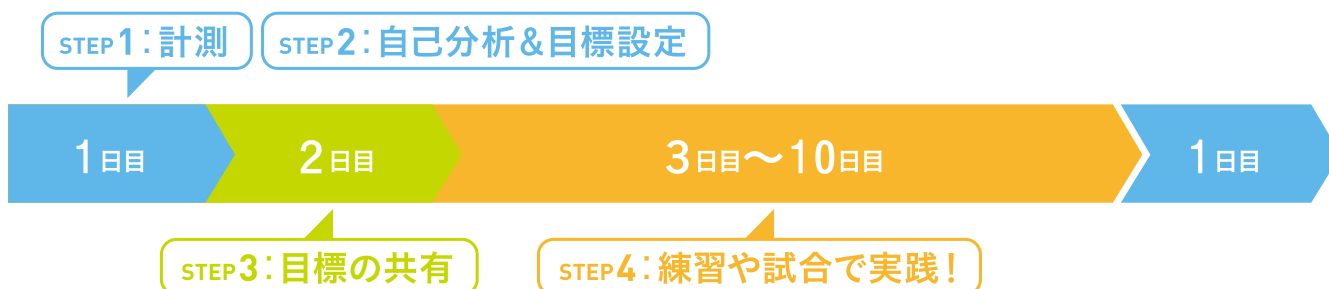 STEP1：計測
STEP2：自己分析＆目標設定
1日目
2日目
3日目〜10日目
1日目
STEP3：目標の共有
STEP4：練習や試合で実践！